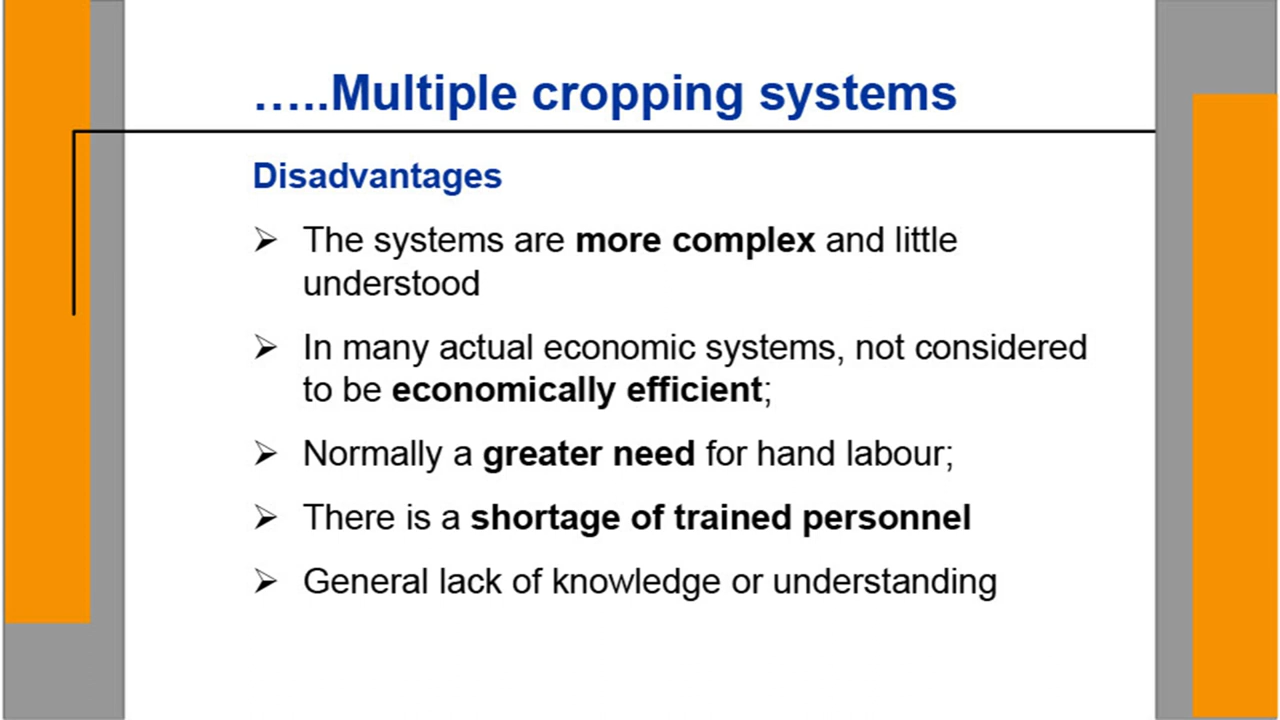 …..Multiple cropping systems
Disadvantages
➢ The systems are more complex and little
understood
➢ In many actual economic systems, not considered
to be economically efficient;
➢ Normally a greater need for hand labour;
➢ There is a shortage of trained personnel
➢ General lack of knowledge or understanding